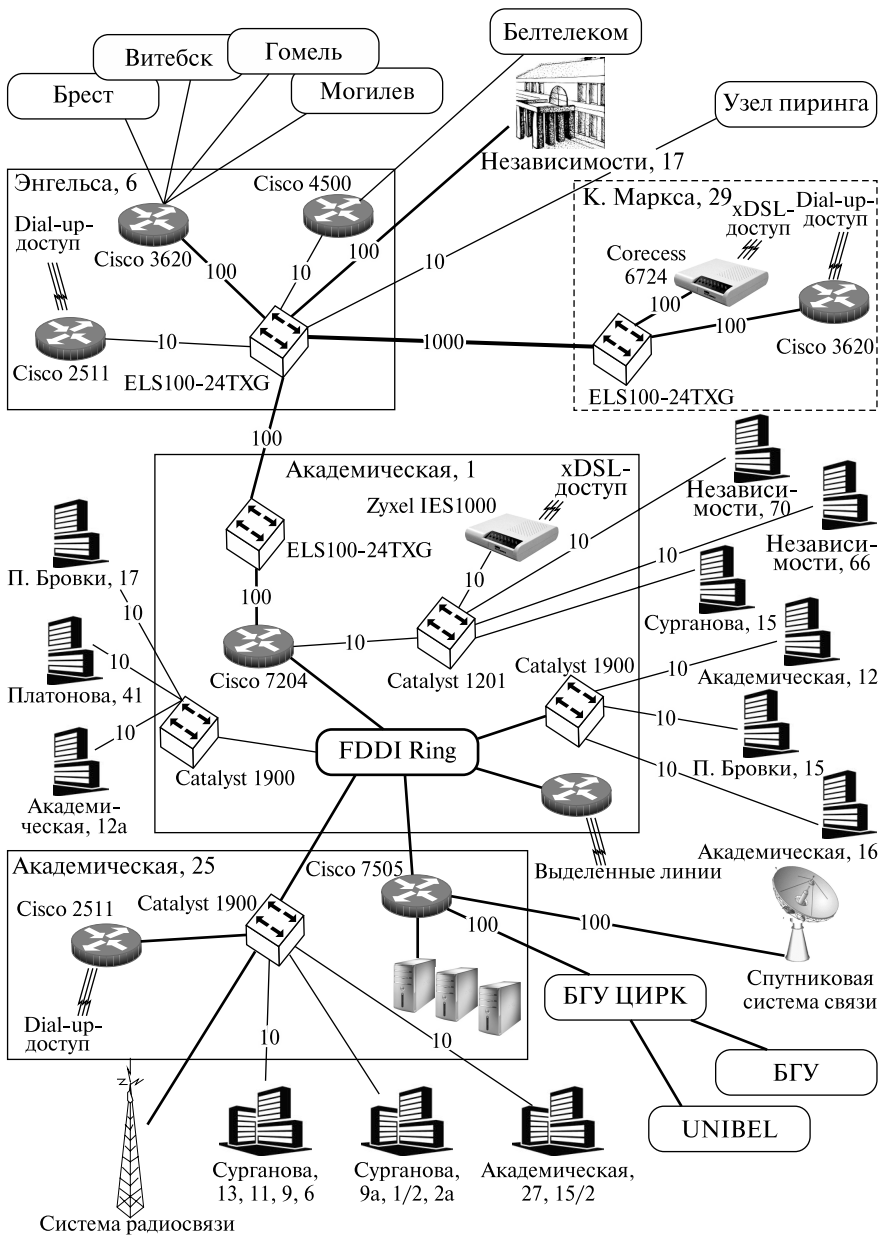 Белтелеком
Гомель
Витебск
Брест
Могилев
Узел пиринга
Независимости, 17
Энгельса, 6
Cisco 4500
К. Маркса, 29
Dial-up-
доступ
xDSL-
доступ
Dial-up-
доступ
Corecess
6724
Cisco 3620
100
10
100
10
100
100
10
1000
Cisco 2511
Cisco 3620
ELS100-24TXG
ELS100-24TXG
100
Академическая, 1
xDSL-
доступ
Zyxel IES1000
Независи-
мости, 70
ELS100-24TXG
10
10
Независи-
мости, 66
П. Бровки, 17
100
10
10
10
Сурганова, 15
Catalyst 1900
10
10
Платонова, 41
Cisco 7204
Catalyst 1201
Академическая, 12
10
10
FDDI Ring
Catalyst 1900
10
П. Бровки, 15
Академи-
ческая, 12а
Академическая, 16
Академическая, 25
Cisco 7505
Выделенные линии
Cisco 2511
Catalyst 1900
100
100
Спутниковая
система связи
БГУ ЦИРК
Dial-up-
доступ
10
10
БГУ
UNIBEL
Сурганова,
13, 11, 9, 6
Сурганова,
9а, 1/2, 2а
Академическая,
27, 15/2
Система радиосвязи